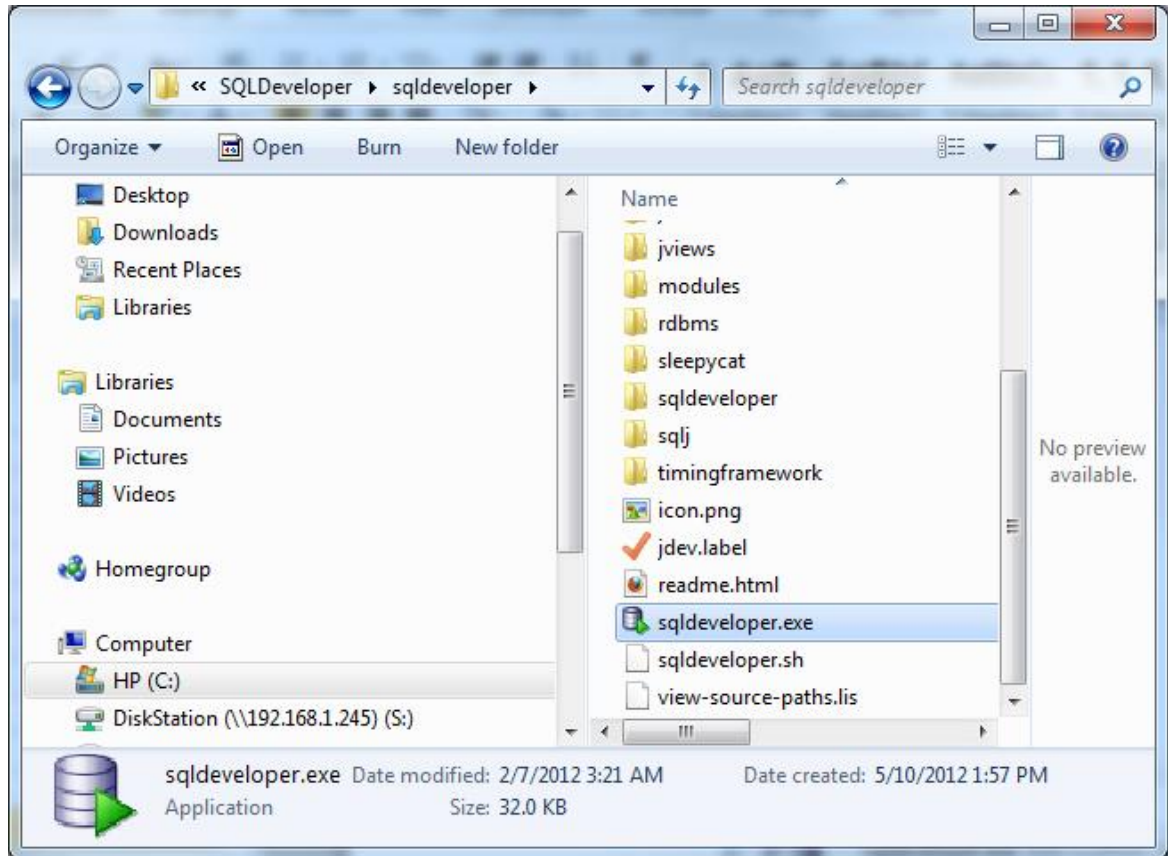 « SQLDeveloper ▸ sqldeveloper ▸
Search sqldeveloper
Organize ▾ Open Burn New folder
Desktop
Downloads
Recent Places
Libraries
Libraries
Documents
Pictures
Videos
Homegroup
Computer
HP (C:)
DiskStation (\\192.168.1.245) (S:)
Name
jviews
modules
rdbms
sleepycat
sqldeveloper
sqlj
timingframework
icon.png
jdev.label
readme.html
sqldeveloper.exe
sqldeveloper.sh
view-source-paths.lis
No preview
available.
sqldeveloper.exe Date modified: 2/7/2012 3:21 AM Date created: 5/10/2012 1:57 PM
Application Size: 32.0 KB